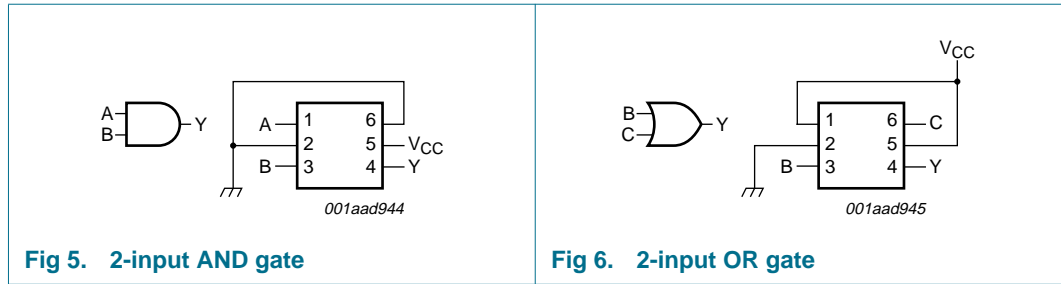 A
B
Y
A 1 6
2 5 VCC
B 3 4 Y
001aad944
Fig 5. 2-input AND gate
VCC
B
C
Y
1 6 C
2 5
B 3 4 Y
001aad945
Fig 6. 2-input OR gate